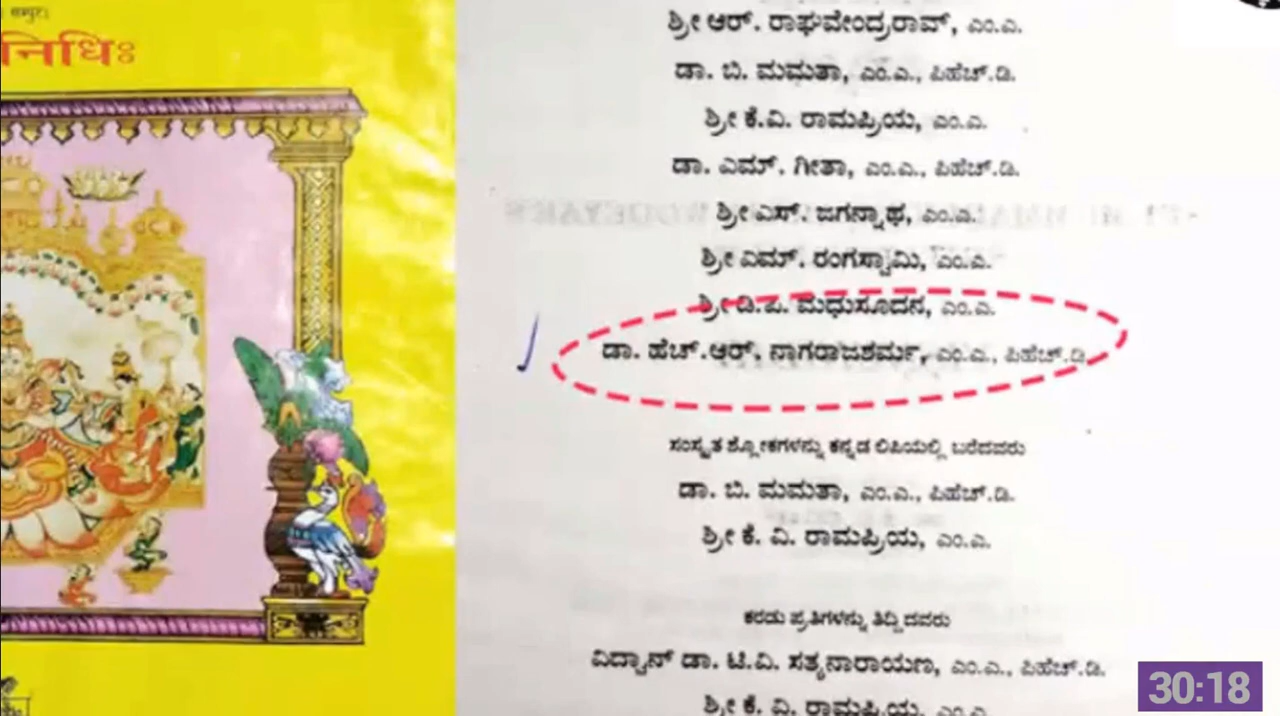 निधिः
ಶ್ರೀ ಆರ್. ರಾಘವೇಂದ್ರರಾವ್, ಎಂ.ಎ.
ಡಾ. ಬಿ. ಮಮತಾ, ಎಂ.ಎ., ಪಿಹೆಚ್.ಡಿ.
ಶ್ರೀ ಕೆ.ವಿ. ರಾಮಪ್ರಿಯ, ಎಂ.ಎ.
ಡಾ. ಎಮ್. ಗೀತಾ, ಎಂ.ಎ., ಪಿಹೆಚ್.ಡಿ.
ಶ್ರೀ ಎಸ್. ಜಗನ್ನಾಥ, ಎಂ.ಎ.
ಶ್ರೀ ಎಮ್. ರಂಗಸ್ವಾಮಿ, ಎಂ.ಎ.
ಶ್ರೀ ಡಿ.ಪಿ. ಮಧುಸೂದನ, ಎಂ.ಎ.
ಡಾ. ಹೆಚ್.ಆರ್. ನಾಗರಾಜಶರ್ಮ, ಎಂ.ಎ., ಪಿಹೆಚ್.ಡಿ.
ಸಂಸ್ಕೃತ ಶ್ಲೋಕಗಳನ್ನು ಕನ್ನಡ ಲಿಪಿಯಲ್ಲಿ ಬರೆದವರು
ಡಾ. ಬಿ. ಮಮತಾ, ಎಂ.ಎ., ಪಿಹೆಚ್.ಡಿ.
ಶ್ರೀ ಕೆ. ವಿ. ರಾಮಪ್ರಿಯ, ಎಂ.ಎ.
ಕರಡು ಪ್ರತಿಗಳನ್ನು ತಿದ್ದಿದವರು
ವಿದ್ವಾನ್ ಡಾ. ಟಿ.ವಿ. ಸತ್ಯನಾರಾಯಣ, ಎಂ.ಎ., ಪಿಹೆಚ್.ಡಿ.
ಶ್ರೀ ಕೆ. ವಿ. ರಾಮಪ್ರಿಯ, ಎಂ.ಎ.
30:18